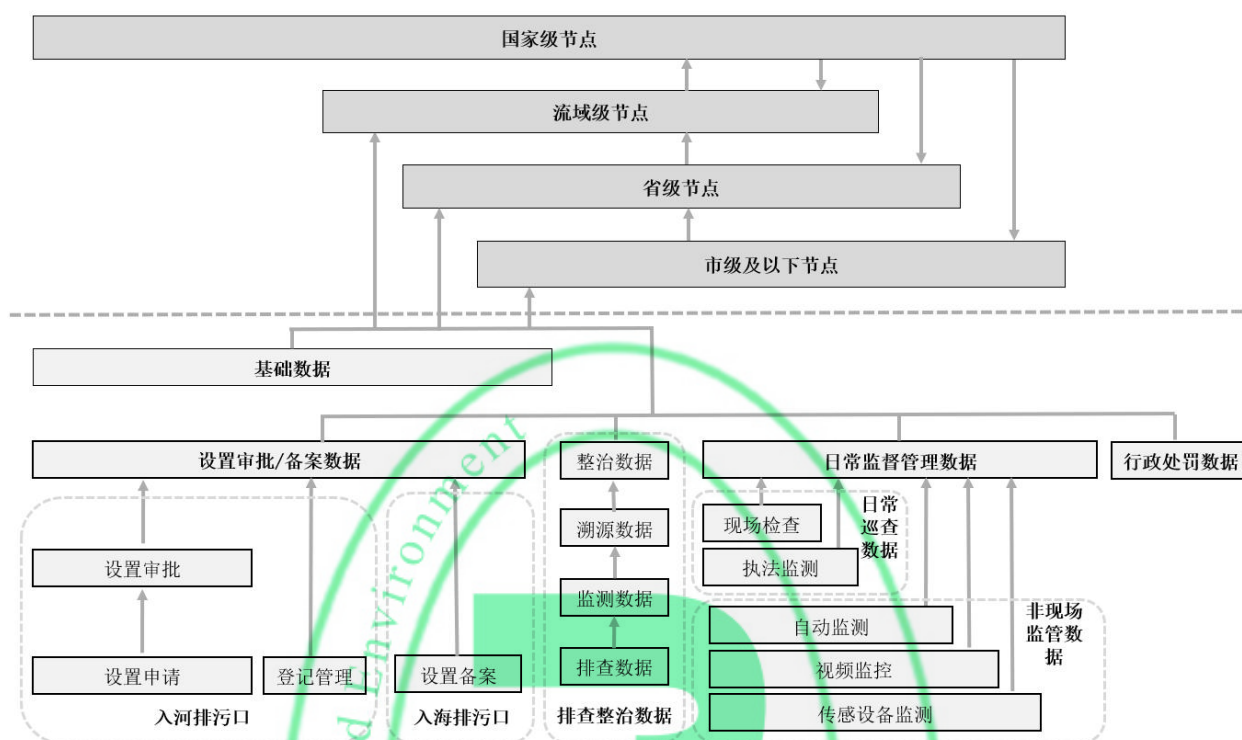 国家级节点
流域级节点
省级节点
市级及以下节点
基础数据
设置审批/备案数据
整治数据
日常监督管理数据
行政处罚数据
溯源数据
现场检查
日常
巡查
数据
设置审批
执法监测
监测数据
自动监测
非现场
监管数
据
设置申请
登记管理
设置备案
排查数据
视频监控
入河排污口
入海排污口
排查整治数据
传感设备监测
d Environment